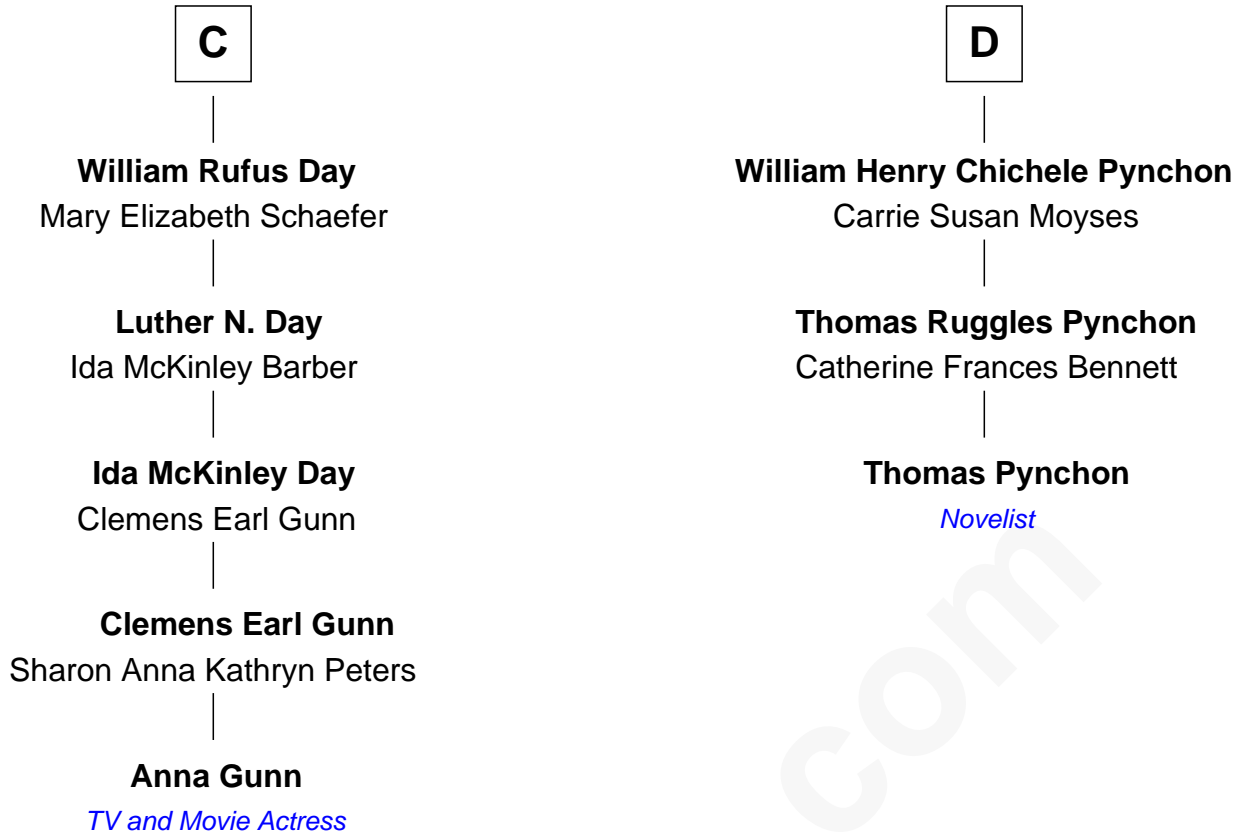 C
William Rufus Day
Mary Elizabeth Schaefer
Luther N. Day
Ida McKinley Barber
Ida McKinley Day
Clemens Earl Gunn
Clemens Earl Gunn
Sharon Anna Kathryn Peters
Anna Gunn
TV and Movie Actress
D
William Henry Chichele Pynchon
Carrie Susan Moyses
Thomas Ruggles Pynchon
Catherine Frances Bennett
Thomas Pynchon
Novelist
com